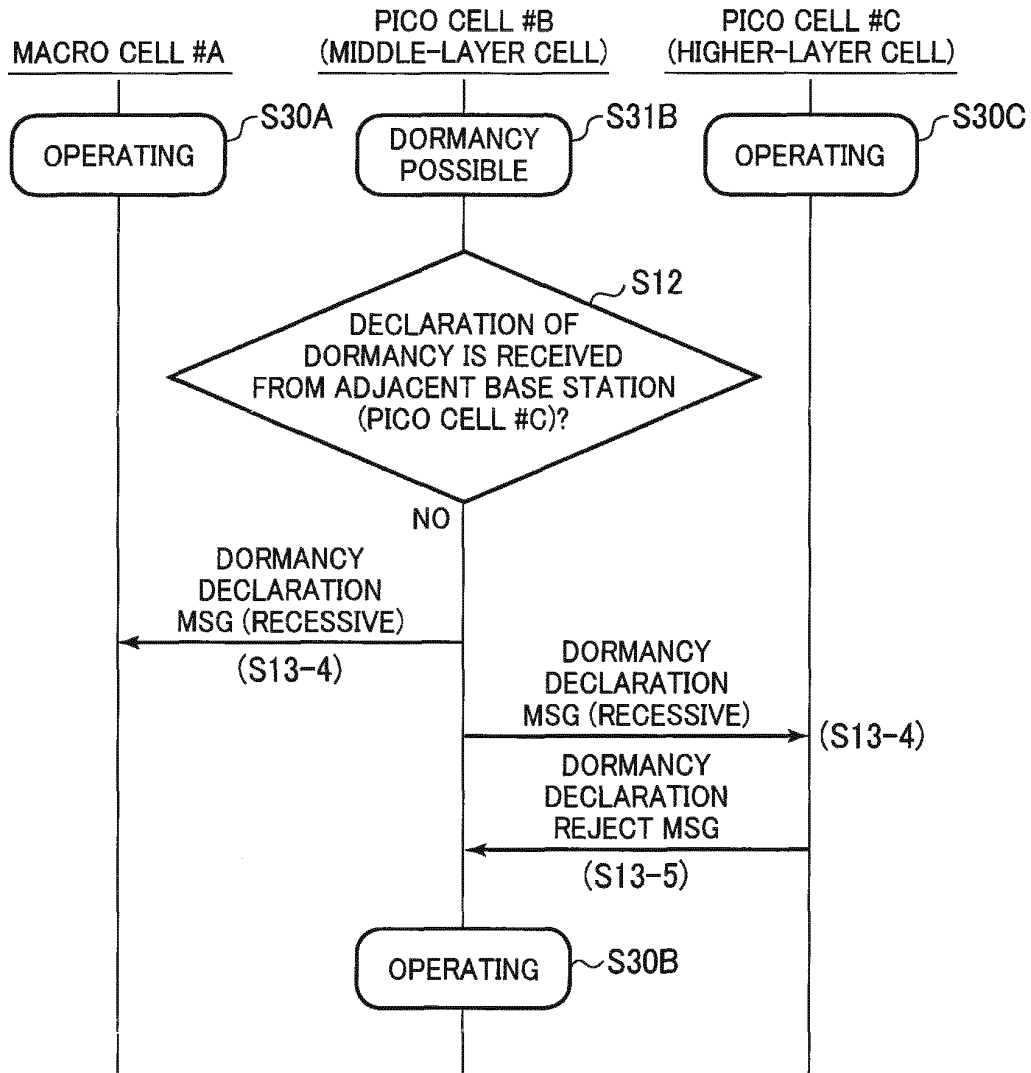 MACRO CELL #A
PICO CELL #B
(MIDDLE-LAYER CELL)
PICO CELL #C
(HIGHER-LAYER CELL)
OPERATING
S30A
DORMANCY
POSSIBLE
S31B
OPERATING
S30C
S12
DECLARATION OF
DORMANCY IS RECEIVED
FROM ADJACENT BASE STATION
(PICO CELL #C)?
NO
DORMANCY
DECLARATION
MSG (RECESSIVE)
(S13-4)
DORMANCY
DECLARATION
MSG (RECESSIVE)
(S13-4)
DORMANCY
DECLARATION
REJECT MSG
(S13-5)
OPERATING
S30B